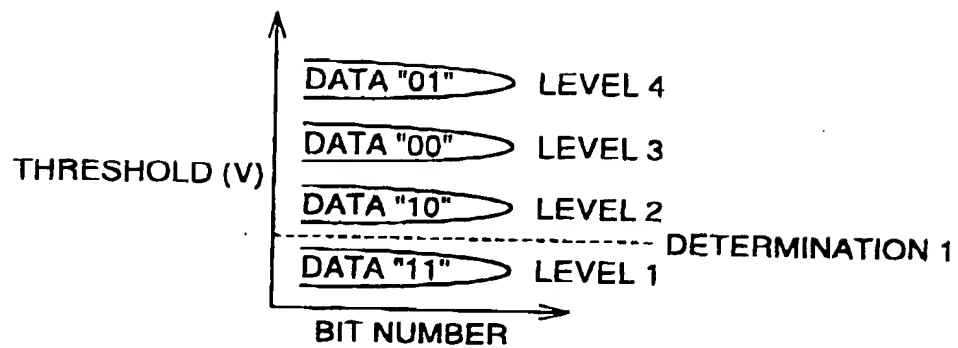 DATA "01" LEVEL 4
DATA "00" LEVEL 3
THRESHOLD (V)
DATA "10" LEVEL 2
DETERMINATION 1
DATA "11" LEVEL 1
BIT NUMBER